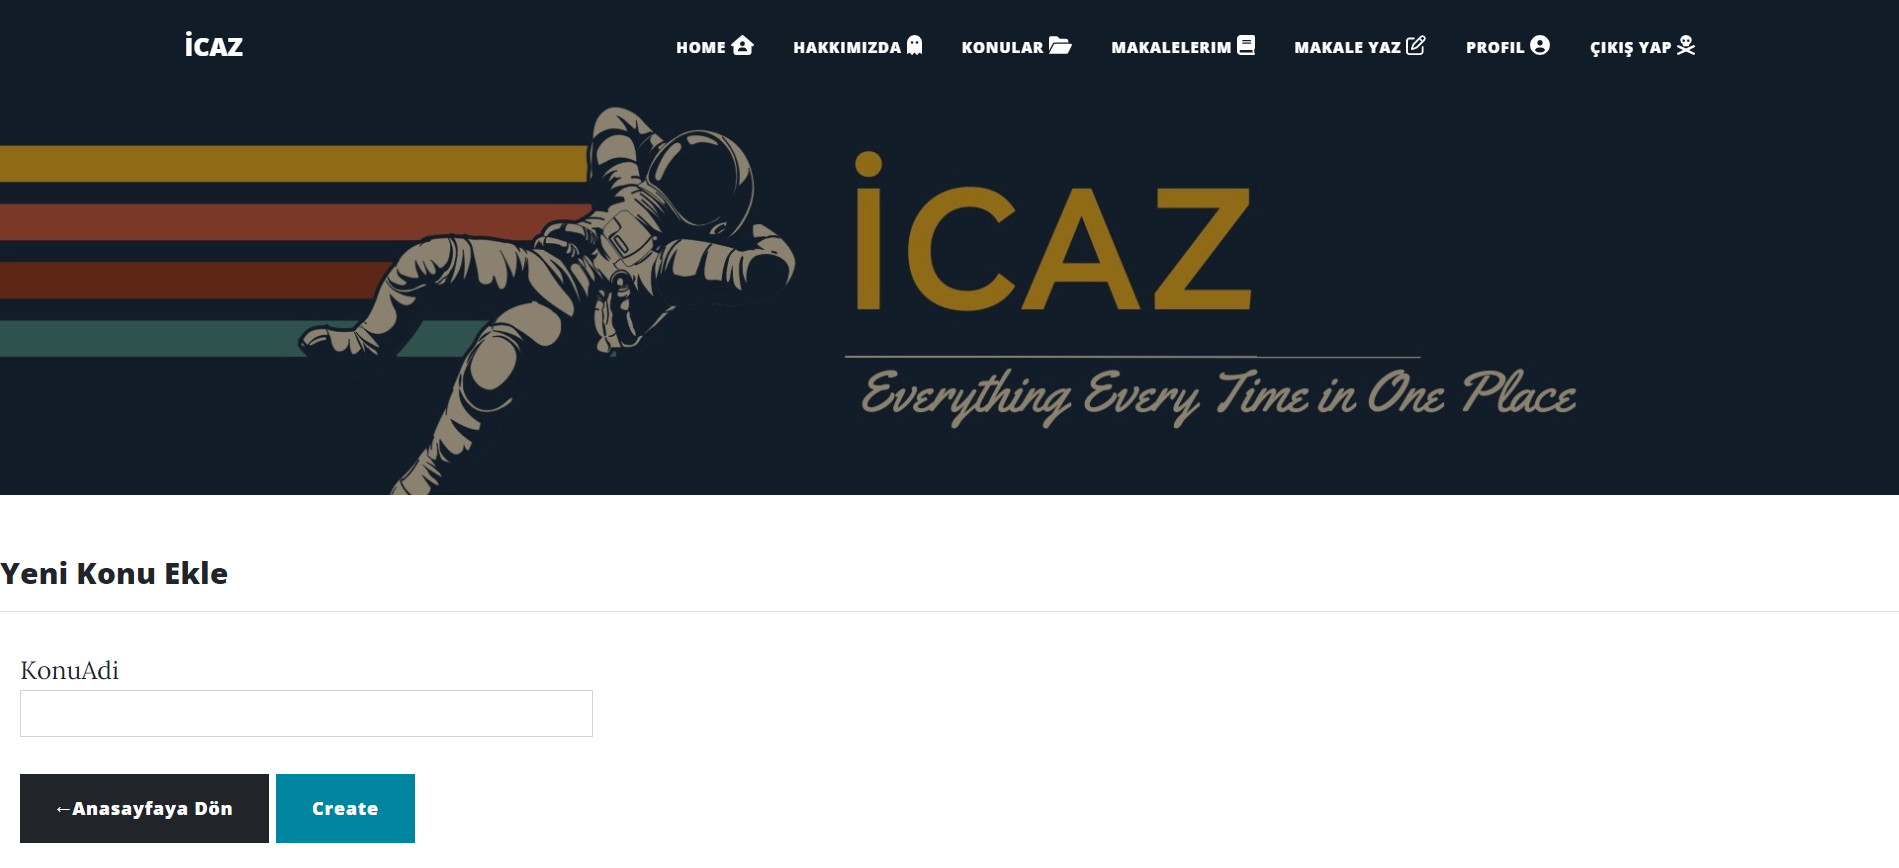 İCAZ
HOME
HAKKIMIZDA
KONULAR
MAKALELERIM
MAKALE YAZ
PROFIL
ÇIKIŞ YAP
İCAZ
Everything Every Time in One Place
Yeni Konu Ekle
KonuAdi
←Anasayfaya Dön
Create